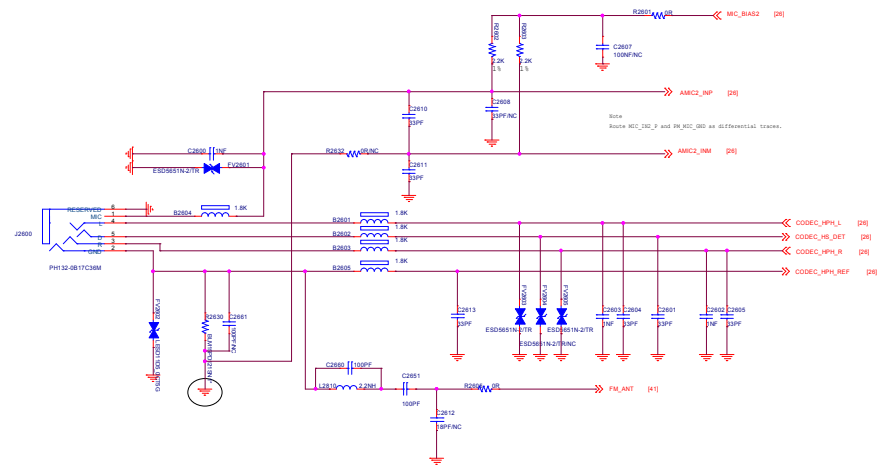 R2601 0R
MIC_BIAS2 [26]
R2602
R2603
C2607
100NF/NC
2.2K
1%
2.2K
1%
AMIC2_INP [26]
C2610
33PF
C2608
33PF/NC
Note
Route MIC_IN2_P and PM_MIC_GND as differential traces.
C2600 1NF
R2632 0R/NC
AMIC2_INM [26]
FV2601
ESD5651N-2/TR
C2611
33PF
RESERVED 6
MIC 1
L 4
D 5
R 3
GND 2
J2600
PH132-0B17C36M
B2604
1.8K
B2601
1.8K
B2602
1.8K
B2603
1.8K
B2605
1.8K
CODEC_HPH_L [26]
CODEC_HS_DET [26]
CODEC_HPH_R [26]
CODEC_HPH_REF [26]
FV2602
R2630
C2661
100PF/NC
C2613
33PF
FV2603
FV2604
FV2605
ESD5651N-2/TR
ESD5651N-2/TR
ESD5651N-2/TR/NC
C2603
1NF
C2604
33PF
C2601
33PF
C2602
1NF
C2605
33PF
C2660 100PF
L2810 2.2NH
C2651
100PF
0R
FM_ANT [41]
C2612
18PF/NC